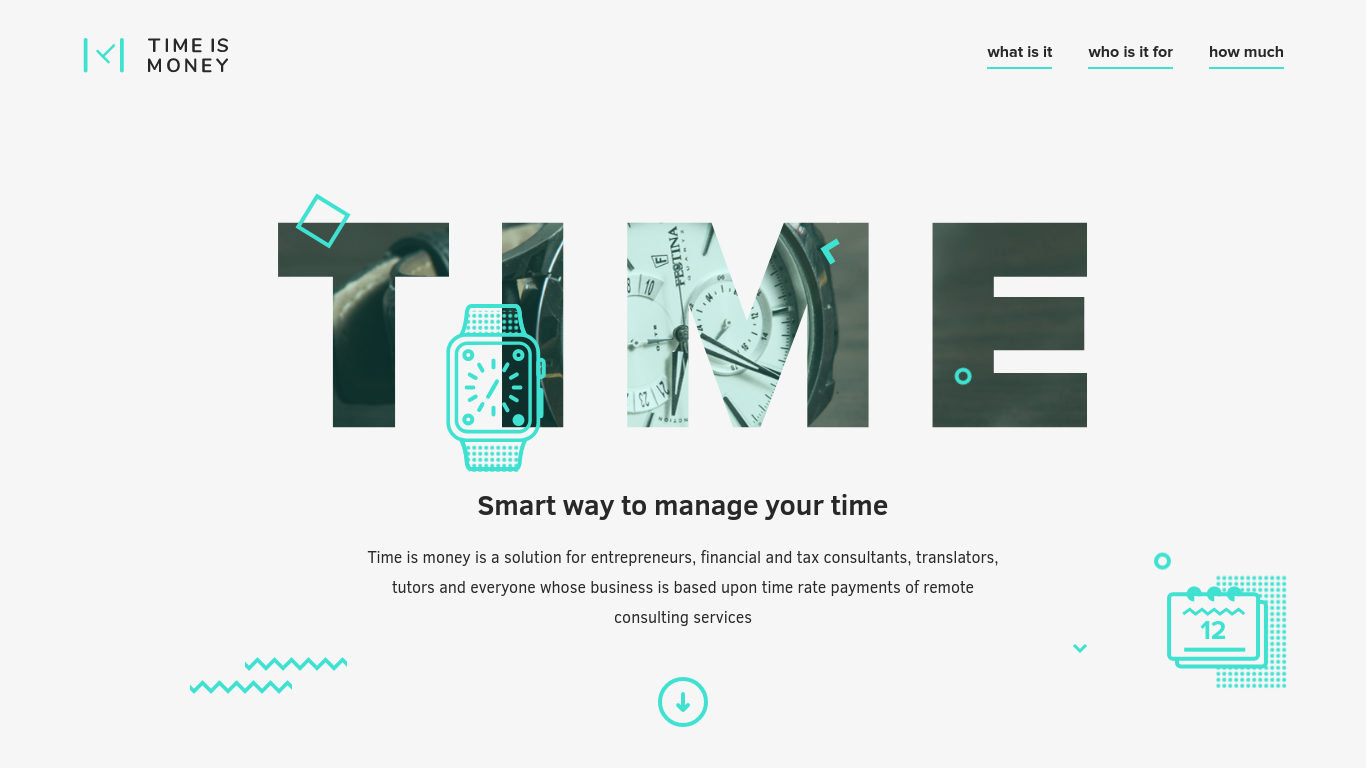 TIME IS
MONEY
what is it
who is it for
how much
TIME
FESTINA
Smart way to manage your time
Time is money is a solution for entrepreneurs, financial and tax consultants, translators,
tutors and everyone whose business is based upon time rate payments of remote
consulting services
12